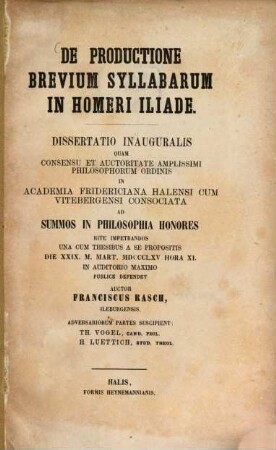 DE PRODUCTIONE
BREVIUM SYLLABARUM
IN HOMERI ILIADE.
DISSERTATIO INAUGURALIS
QUAM
CONSENSU ET AUCTORITATE AMPLISSIMI
PHILOSOPHORUM ORDINIS
IN
ACADEMIA FRIDERICIANA HALENSI CUM
VITEBERGENSI CONSOCIATA
AD
SUMMOS IN PHILOSOPHIA HONORES
RITE IMPETRANDOS
UNA CUM THESIBUS A SE PROPOSITIS
DIE XXIX. M. MART. MDCCCLXV HORA XI.
IN AUDITORIO MAXIMO
PUBLICE DEFENDET
AUCTOR
FRANCISCUS RASCH,
ILEBURGENSIS.
ADVERSARIORUM PARTES SUSCIPIENT:
TH. VOGEL, CAND. PHIL.
H. LUETTICH, STUD. THEOL.
HALIS,
FORMIS HEYNEMANNIANIS.